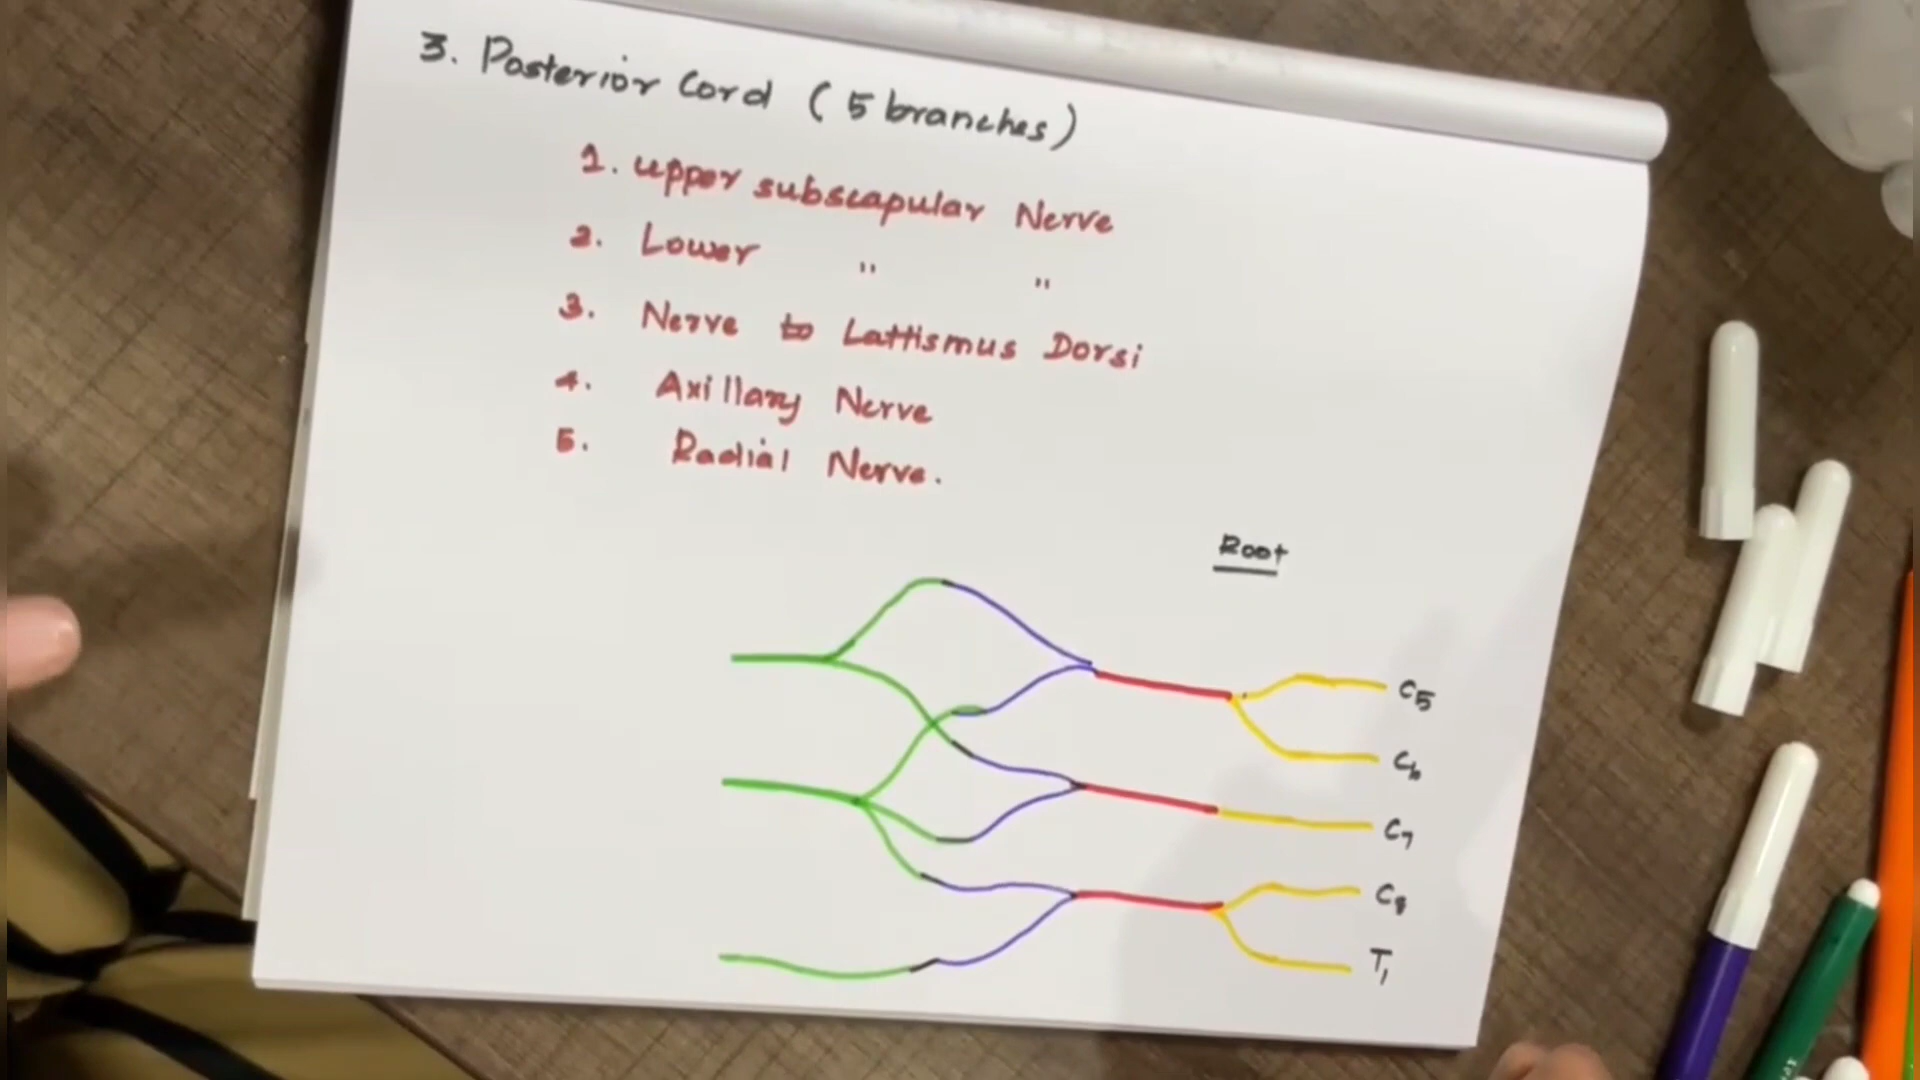 3. Posterior Cord (5 branches)
1. upper subscapular Nerve
2. Lower " "
3. Nerve to Lattismus Dorsi
4. Axillary Nerve
5. Radial Nerve.
Root
C5
C6
C7
C8
T1